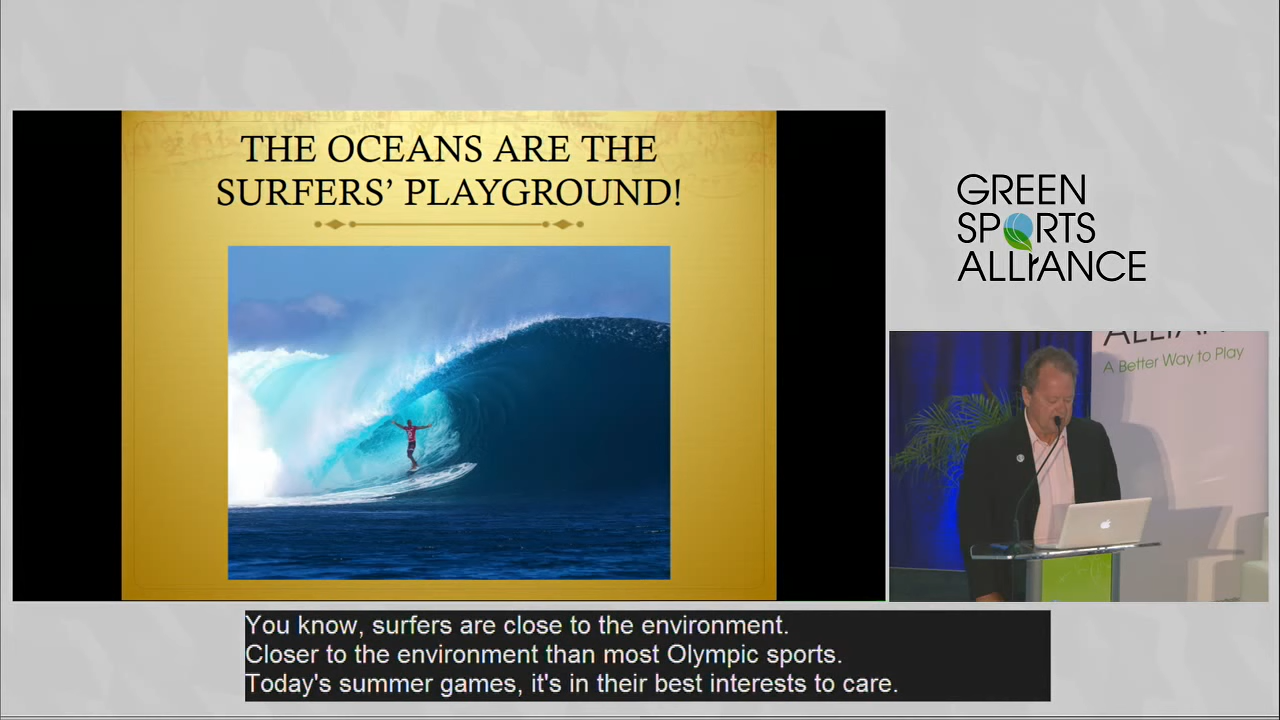 THE OCEANS ARE THE
SURFERS' PLAYGROUND!
GREEN
SPORTS
ALLIANCE
A Better Way to Play
You know, surfers are close to the environment.
Closer to the environment than most Olympic sports.
Today's summer games, it's in their best interests to care.